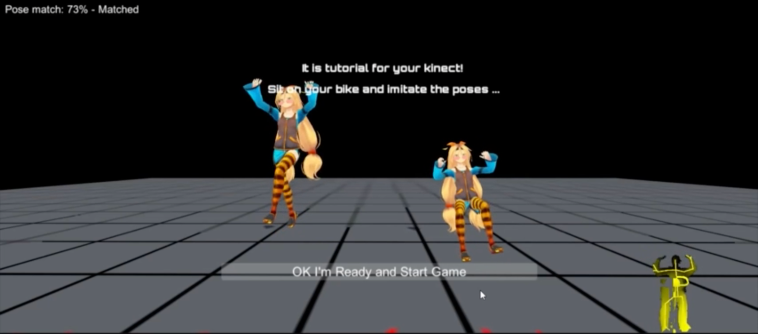 Pose match: 73% - Matched
It is tutorial for your kinect!
Sit on your bike and imitate the poses ...
OK I'm Ready and Start Game